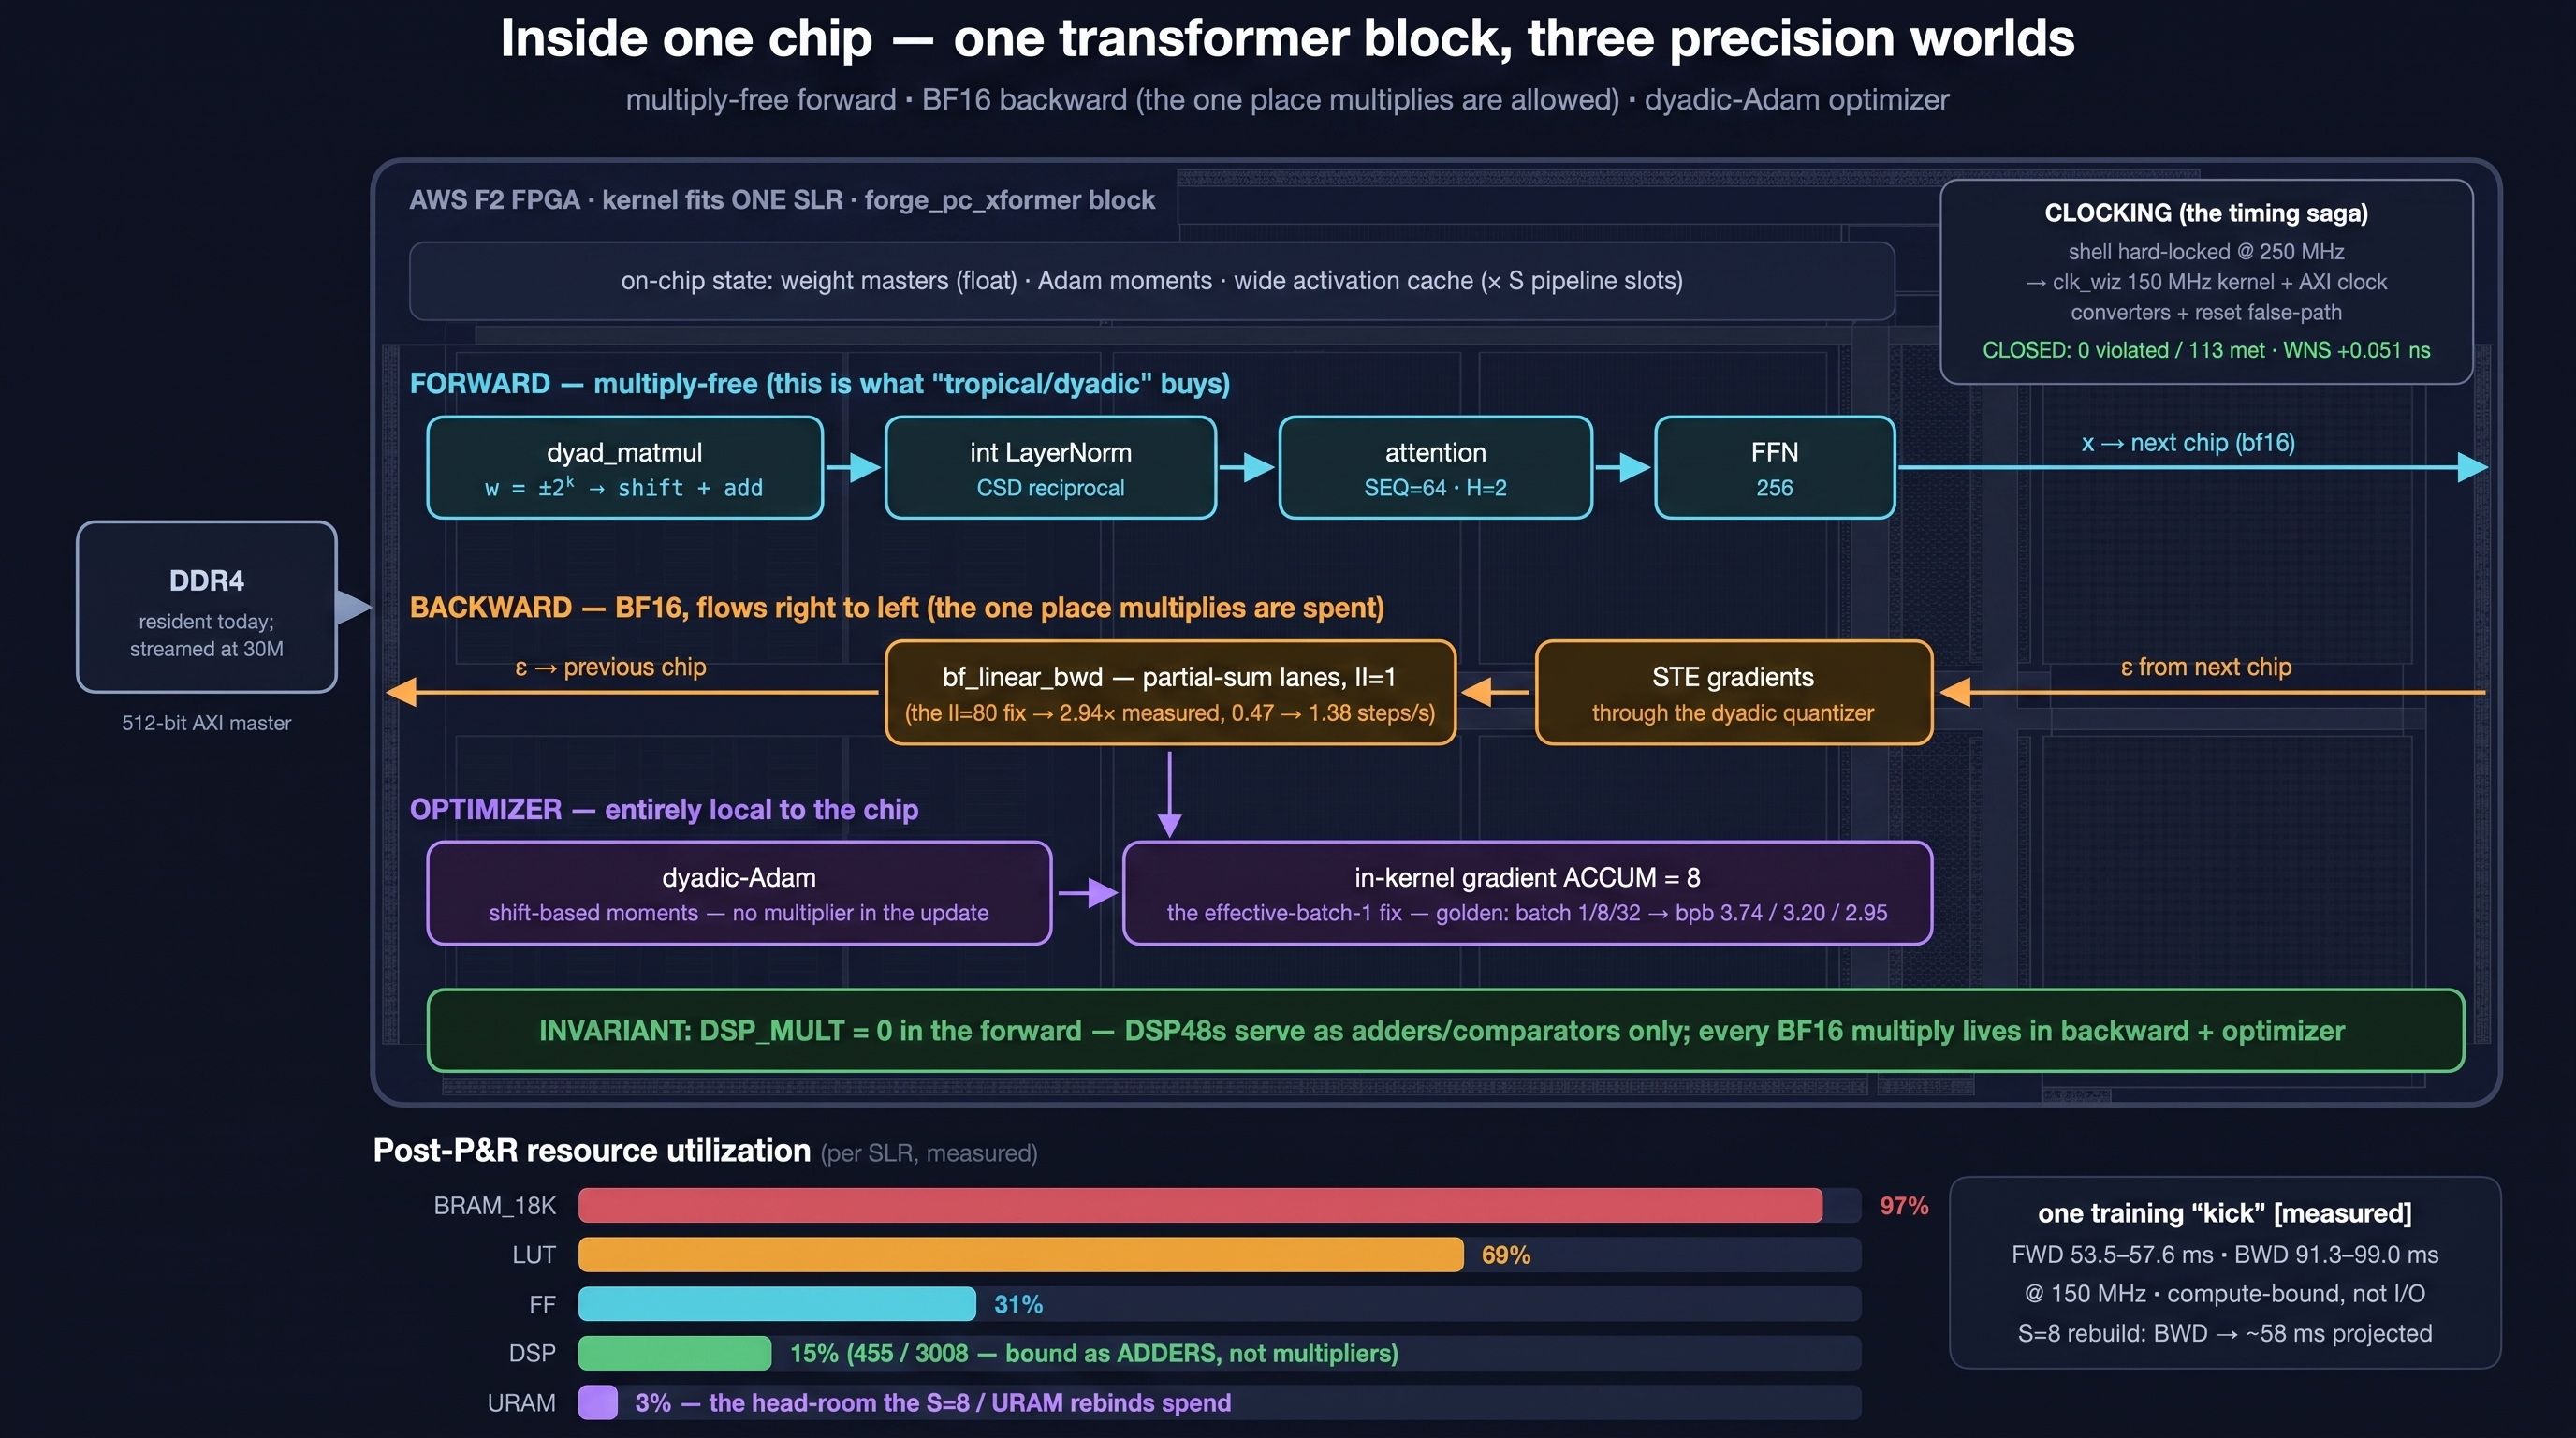 Inside one chip — one transformer block, three precision worlds
multiply-free forward · BF16 backward (the one place multiplies are allowed) · dyadic-Adam optimizer
AWS F2 FPGA · kernel fits ONE SLR · forge_pc_xformer block
on-chip state: weight masters (float) · Adam moments · wide activation cache (× S pipeline slots)
CLOCKING (the timing saga)
shell hard-locked @ 250 MHz
→ clk_wiz 150 MHz kernel + AXI clock
converters + reset false-path
CLOSED: 0 violated / 113 met · WNS +0.051 ns
FORWARD — multiply-free (this is what "tropical/dyadic" buys)
dyad_matmul
w = ±2ᵏ → shift + add
int LayerNorm
CSD reciprocal
attention
SEQ=64 · H=2
FFN
256
x → next chip (bf16)
DDR4
resident today;
streamed at 30M
512-bit AXI master
BACKWARD — BF16, flows right to left (the one place multiplies are spent)
ε → previous chip
bf_linear_bwd — partial-sum lanes, II=1
(the II=80 fix → 2.94× measured, 0.47 → 1.38 steps/s)
STE gradients
through the dyadic quantizer
ε from next chip
OPTIMIZER — entirely local to the chip
dyadic-Adam
shift-based moments — no multiplier in the update
in-kernel gradient ACCUM = 8
the effective-batch-1 fix — golden: batch 1/8/32 → bpb 3.74 / 3.20 / 2.95
INVARIANT: DSP_MULT = 0 in the forward — DSP48s serve as adders/comparators only; every BF16 multiply lives in backward + optimizer
Post-P&R resource utilization (per SLR, measured)
BRAM_18K 97%
LUT 69%
FF 31%
DSP 15% (455 / 3008 — bound as ADDERS, not multipliers)
URAM 3% — the head-room the S=8 / URAM rebinds spend
one training “kick” [measured]
FWD 53.5–57.6 ms · BWD 91.3–99.0 ms
@ 150 MHz · compute-bound, not I/O
S=8 rebuild: BWD → ~58 ms projected